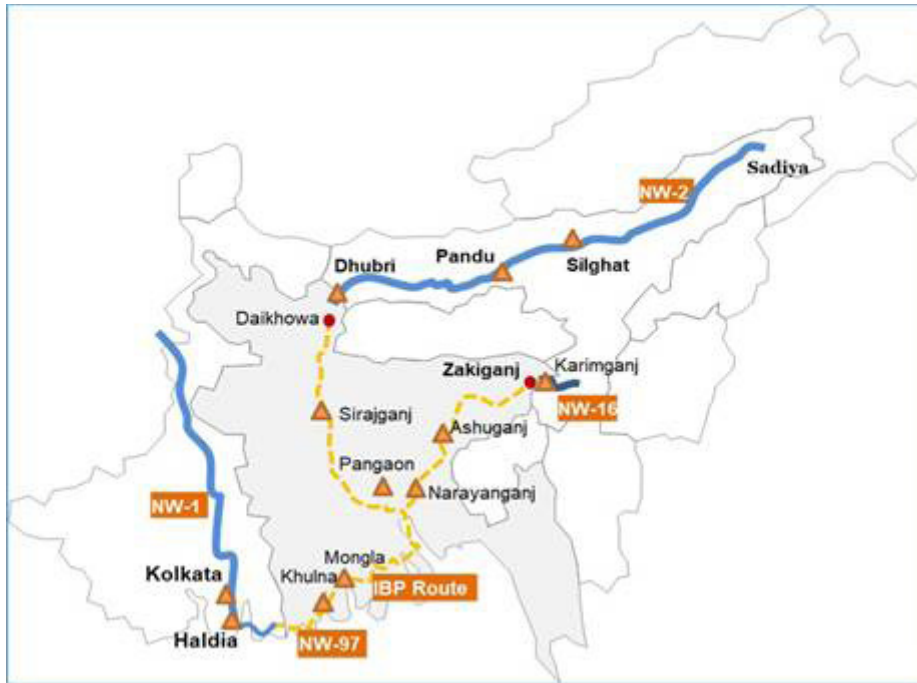 Sadiya
NW-2
Pandu
Silghat
Dhubri
Daikhowa
Zakiganj
Karimganj
NW-16
Sirajganj
Ashuganj
Pangaon
Narayanganj
NW-1
Mongla
Kolkata
Khulna
IBP Route
Haldia
NW-97